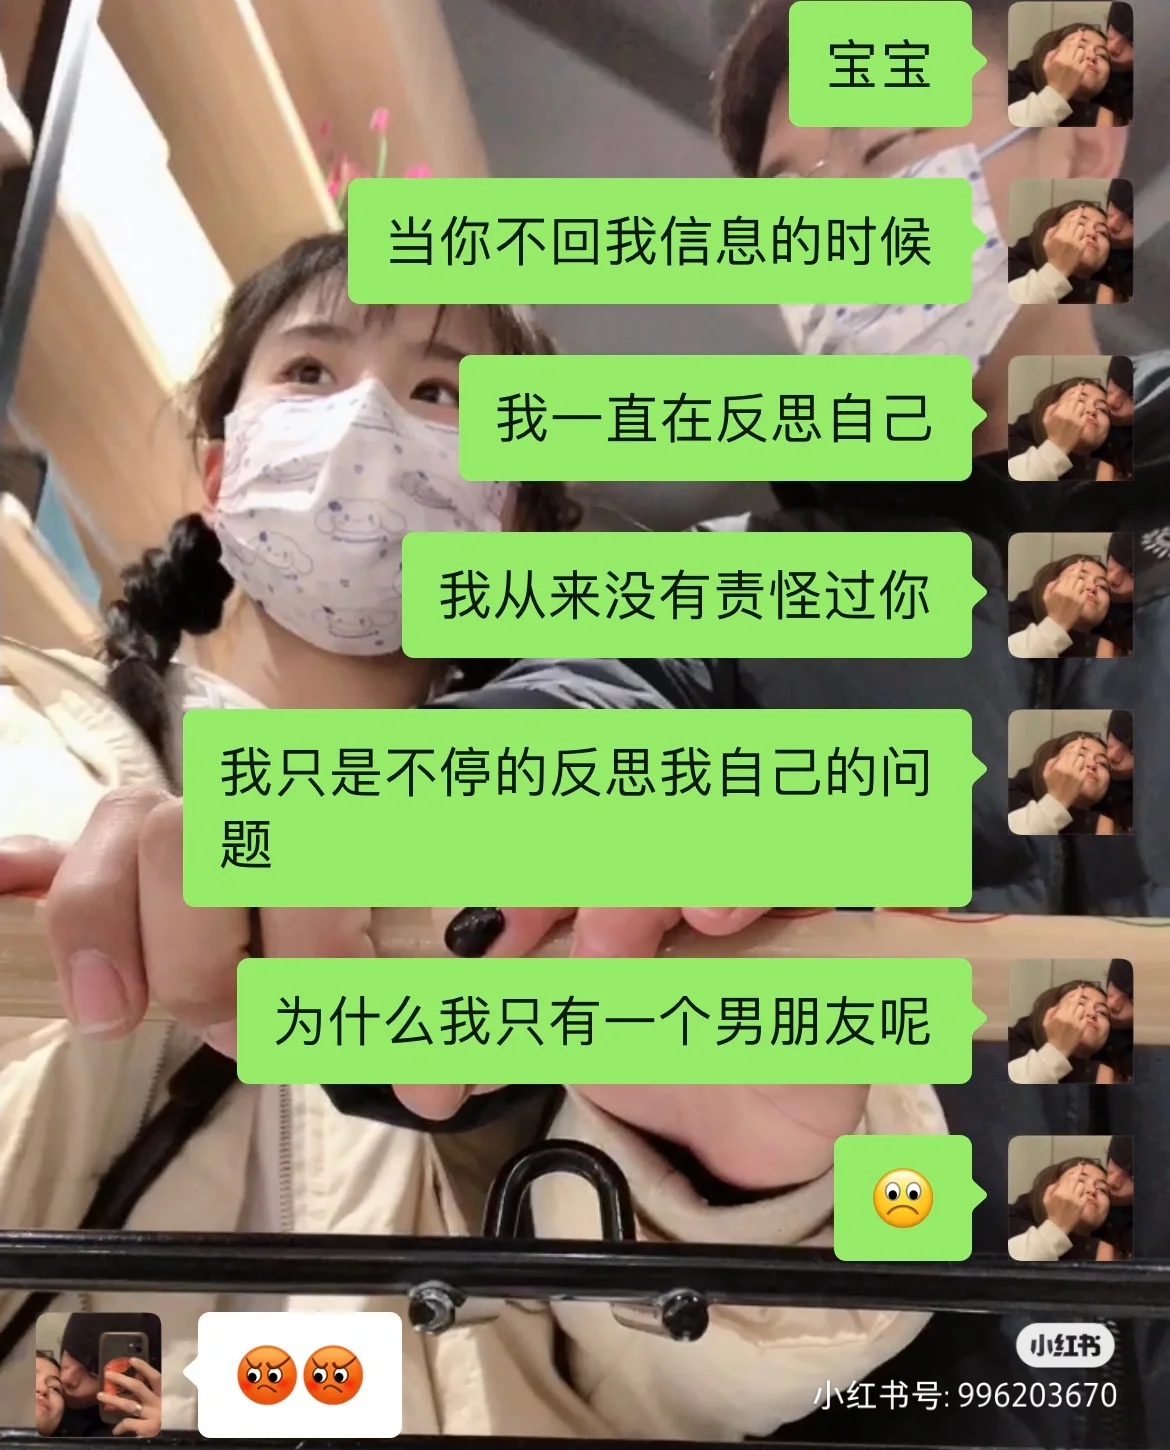 宝宝
当你不回我信息的时候
我一直在反思自己
我从来没有责怪过你
我只是不停的反思我自己的问
题
为什么我只有一个男朋友呢
小红书
小红书号: 996203670